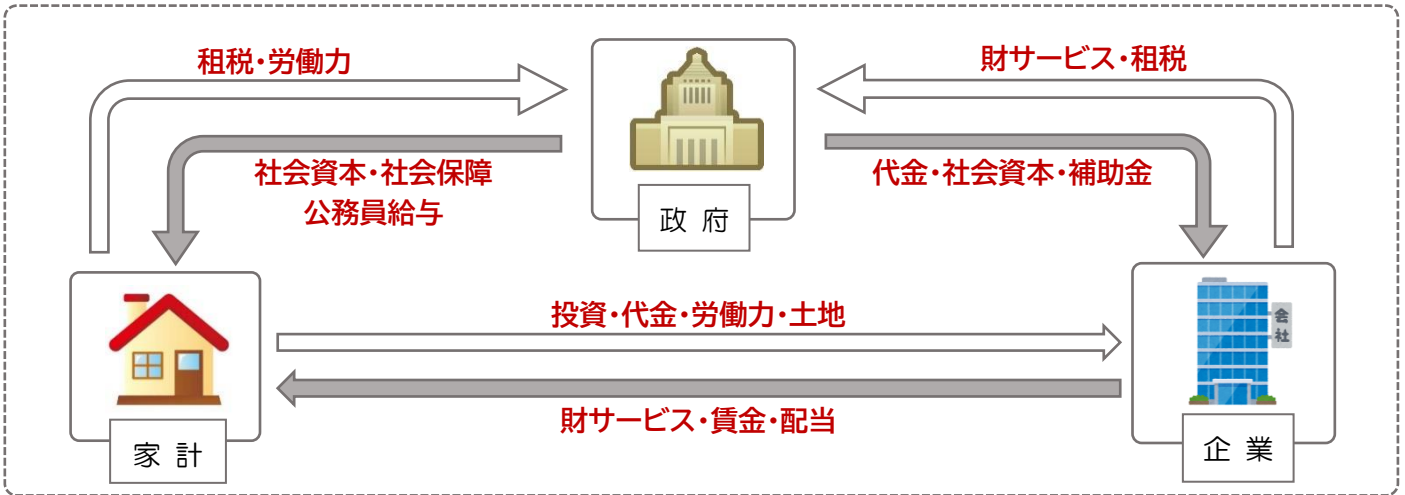 租税・労働力
財サービス・租税
社会資本・社会保障
公務員給与
代金・社会資本・補助金
政府
投資・代金・労働力・土地
財サービス・賃金・配当
会社
家計
企業